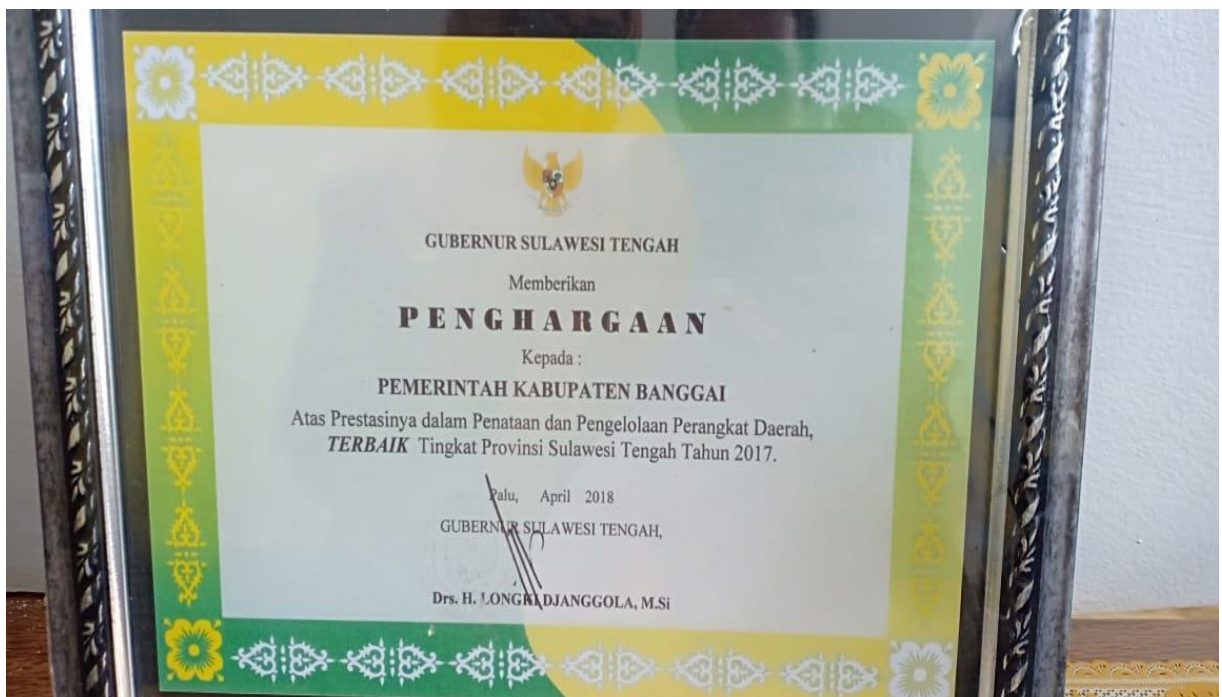 GUBERNUR SULAWESI TENGAH
Memberikan
PENGHARGAAN
Kepada :
PEMERINTAH KABUPATEN BANGGAI
Atas Prestasinya dalam Penataan dan Pengelolaan Perangkat Daerah,
TERBAIK Tingkat Provinsi Sulawesi Tengah Tahun 2017.
Palu, April 2018
GUBERNUR SULAWESI TENGAH,
Drs. H. LONGKI DJANGGOLA, M.Si